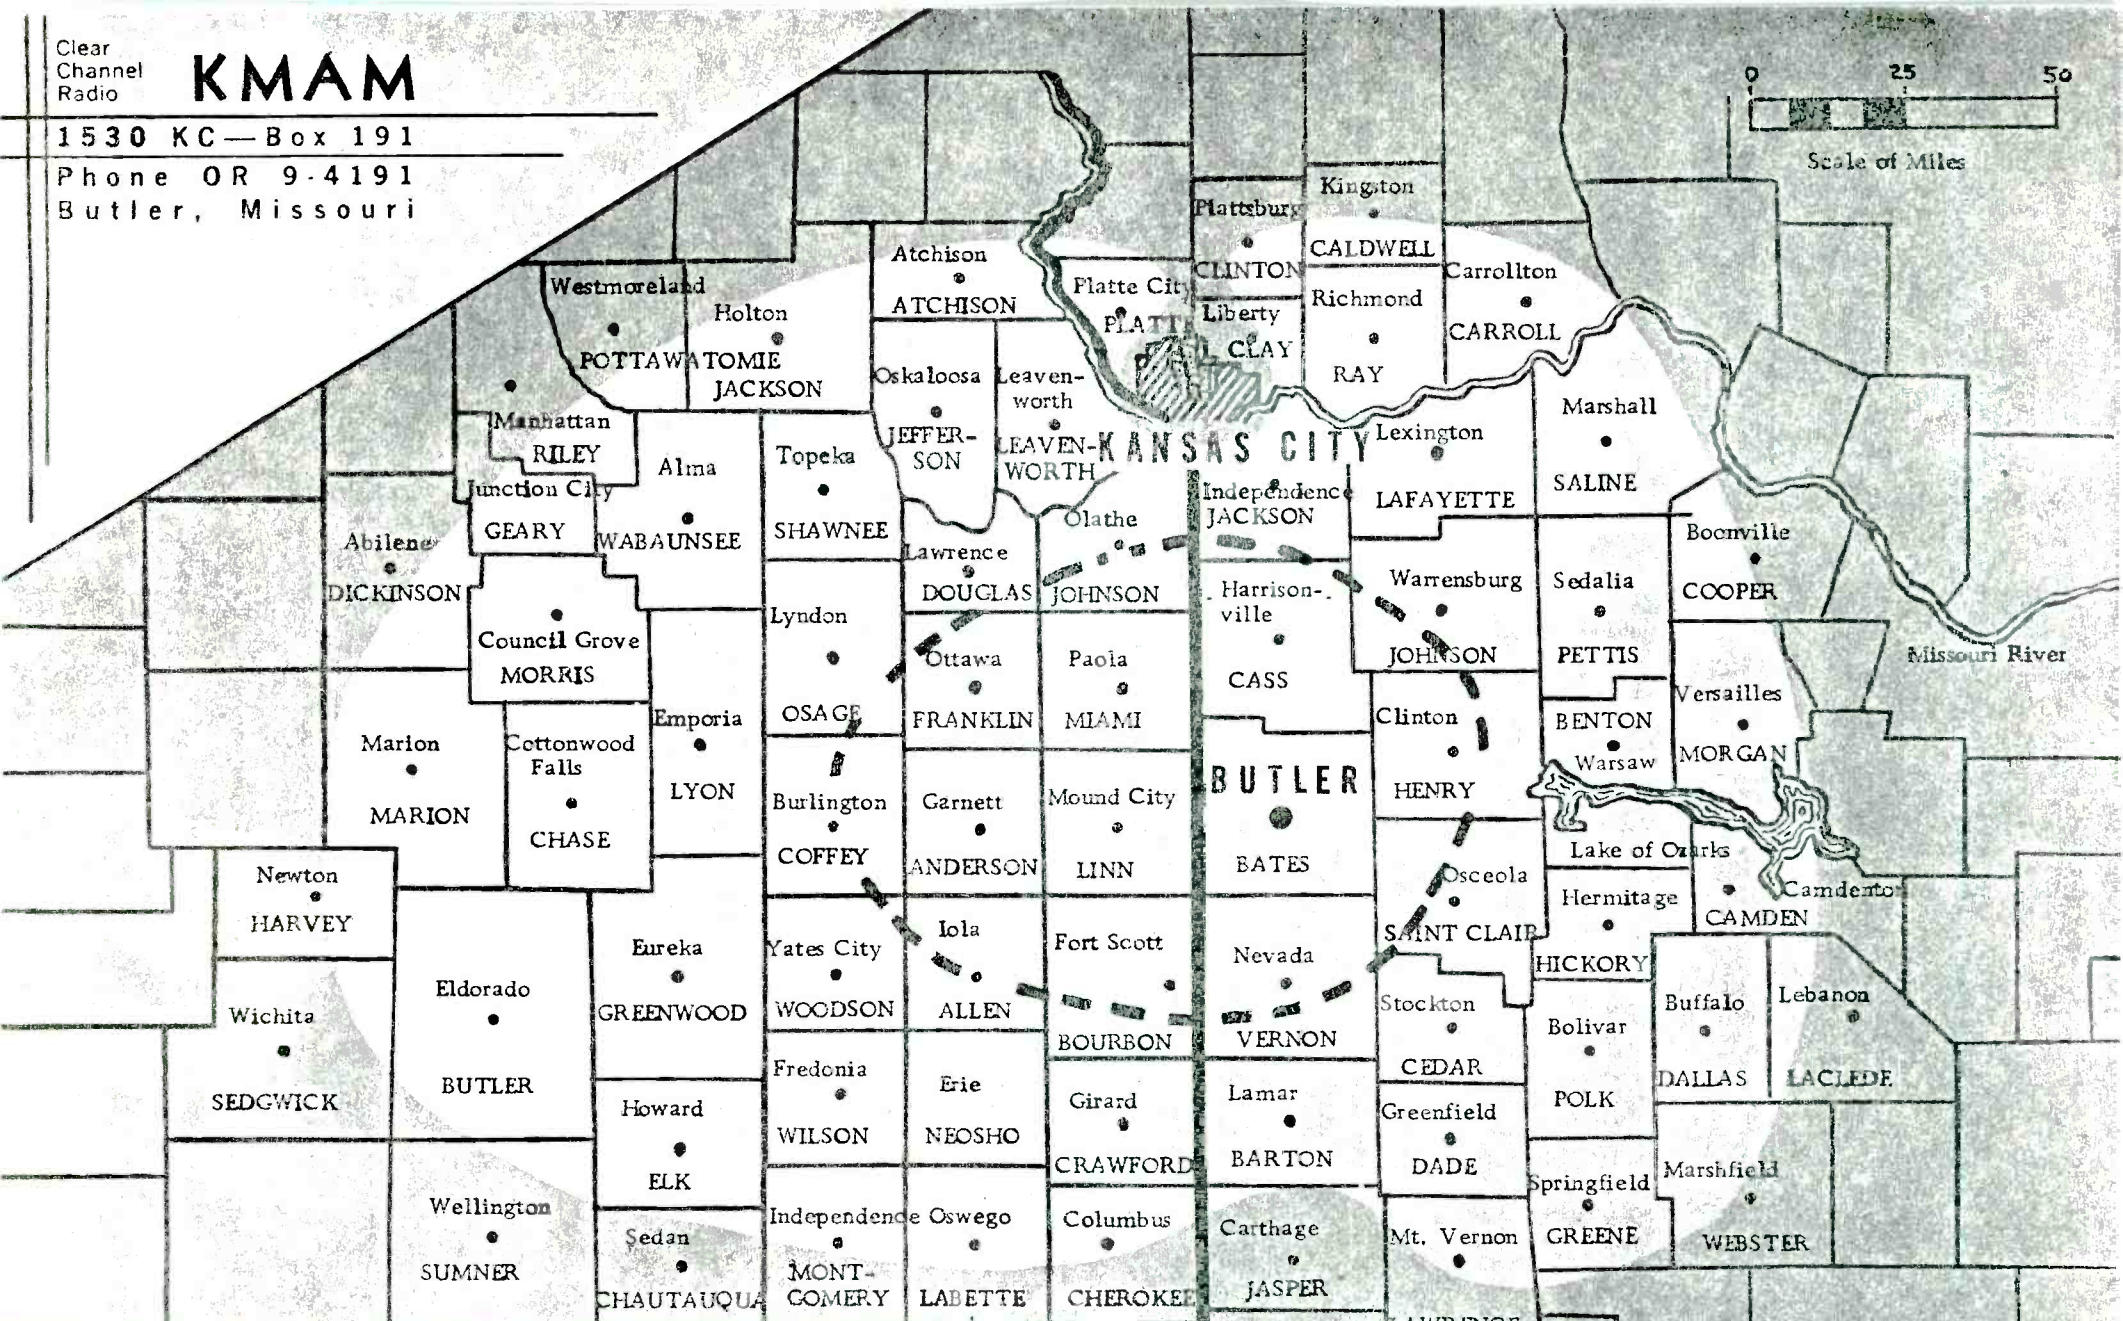 Clear
Channel
Radio
KMAM
1530 KC—Box 191
Phone OR 9-4191
Butler, Missouri
0 25 50
Scale of Miles
Kingston
Plattsburg
CALDWELL
CLINTON
Atchison
ATCHISON
Carrollton
CARROLL
Westmoreland
POTTAWATOMIE
Holton
JACKSON
Platte City
PLATTE
Liberty
CLAY
Richmond
RAY
Oskaloosa
JEFFER-
SON
Leaven-
worth
LEAVEN-
WORTH
KANSAS CITY
Manhattan
RILEY
Alma
WABAUNSEE
Topeka
SHAWNEE
Lexington
LAFAYETTE
Marshall
SALINE
Junction City
GEARY
Independence
JACKSON
Olathe
JOHNSON
Abilene
DICKINSON
Lawrence
DOUGLAS
Boonville
COOPER
Harrison-
ville
CASS
Warrensburg
JOHNSON
Sedalia
PETTIS
Council Grove
MORRIS
Lyndon
OSAGE
Ottawa
FRANKLIN
Paola
MIAMI
Missouri River
Marion
MARION
Cottonwood
Falls
CHASE
Emporia
LYON
Clinton
HENRY
BENTON
Warsaw
Versailles
MORGAN
BUTLER
BATES
Burlington
COFFEY
Garnett
ANDERSON
Mound City
LINN
Lake of Ozarks
Newton
HARVEY
Osceola
SAINT CLAIR
Hermitage
HICKORY
Camdento
CAMDEN
Eureka
GREENWOOD
Yates City
WOODSON
Iola
ALLEN
Fort Scott
BOURBON
Nevada
VERNON
Wichita
SEDGWICK
Eldorado
BUTLER
Stockton
CEDAR
Bolivar
POLK
Buffalo
DALLAS
Lebanon
LACLEDE
Howard
ELK
Fredonia
WILSON
Erie
NEOSHO
Girard
CRAWFORD
Lamar
BARTON
Greenfield
DADE
Springfield
GREENE
Marshfield
WEBSTER
Wellington
SUMNER
Sedan
CHAUTAUQUA
Independence
MONT-
GOMERY
Oswego
LABETTE
Columbus
CHEROKEE
Carthage
JASPER
Mt. Vernon